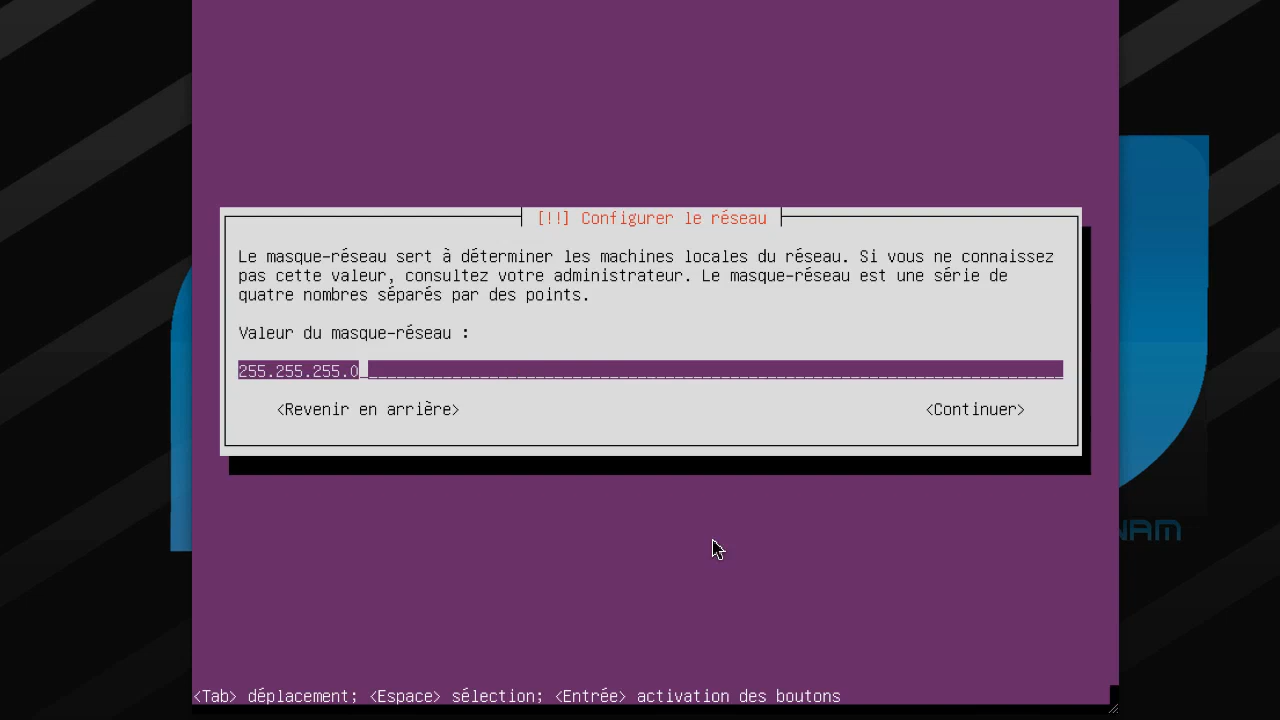 [!!] Configurer le réseau
Le masque-réseau sert à déterminer les machines locales du réseau. Si vous ne connaissez
pas cette valeur, consultez votre administrateur. Le masque-réseau est une série de
quatre nombres séparés par des points.
Valeur du masque-réseau :
255.255.255.0
<Revenir en arrière> <Continuer>
<Tab> déplacement; <Espace> sélection; <Entrée> activation des boutons